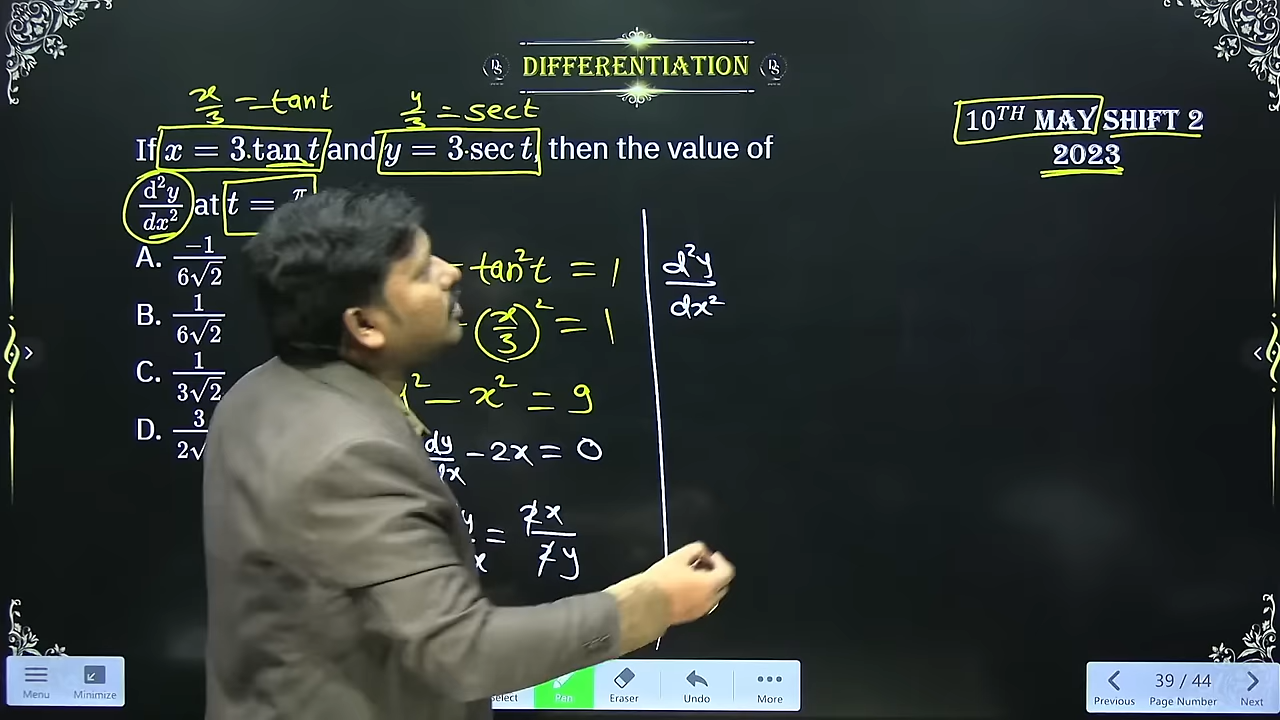 DIFFERENTIATION
x/3 = tan t
y/3 = sec t
10TH MAY SHIFT 2
2023
If x = 3.tan t and y = 3.sec t, then the value of
d²y/dx² at t = π
A. -1/6√2
B. 1/6√2
C. 1/3√2
D. 3/2√
- tan²t = 1
- (x/3)² = 1
² - x² = 9
dy/dx - 2x = 0
= 2x/2y
d²y/dx²
Menu
Minimize
Select
Pen
Eraser
Undo
More
Previous
39 / 44
Page Number
Next